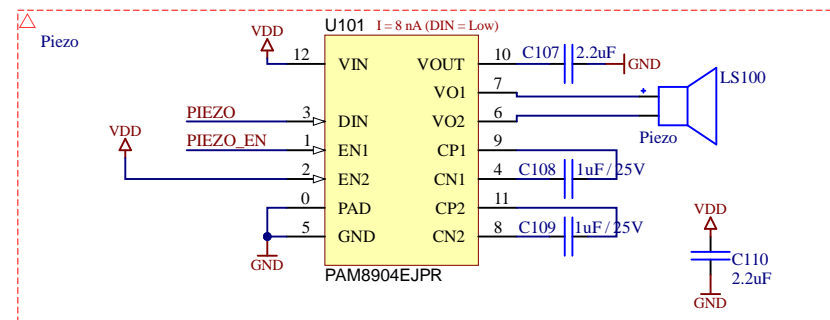 Piezo
U101 I = 8 nA (DIN = Low)
VDD
12 VIN VOUT 10 C107 2.2uF GND
VO1 7 LS100
PIEZO 3 DIN VO2 6 Piezo
VDD
PIEZO_EN 1 EN1 CP1 9
2 EN2 CN1 4 C108 1uF / 25V
0 PAD CP2 11
5 GND CN2 8 C109 1uF / 25V
GND
PAM8904EJPR
VDD
C110
2.2uF
GND
+